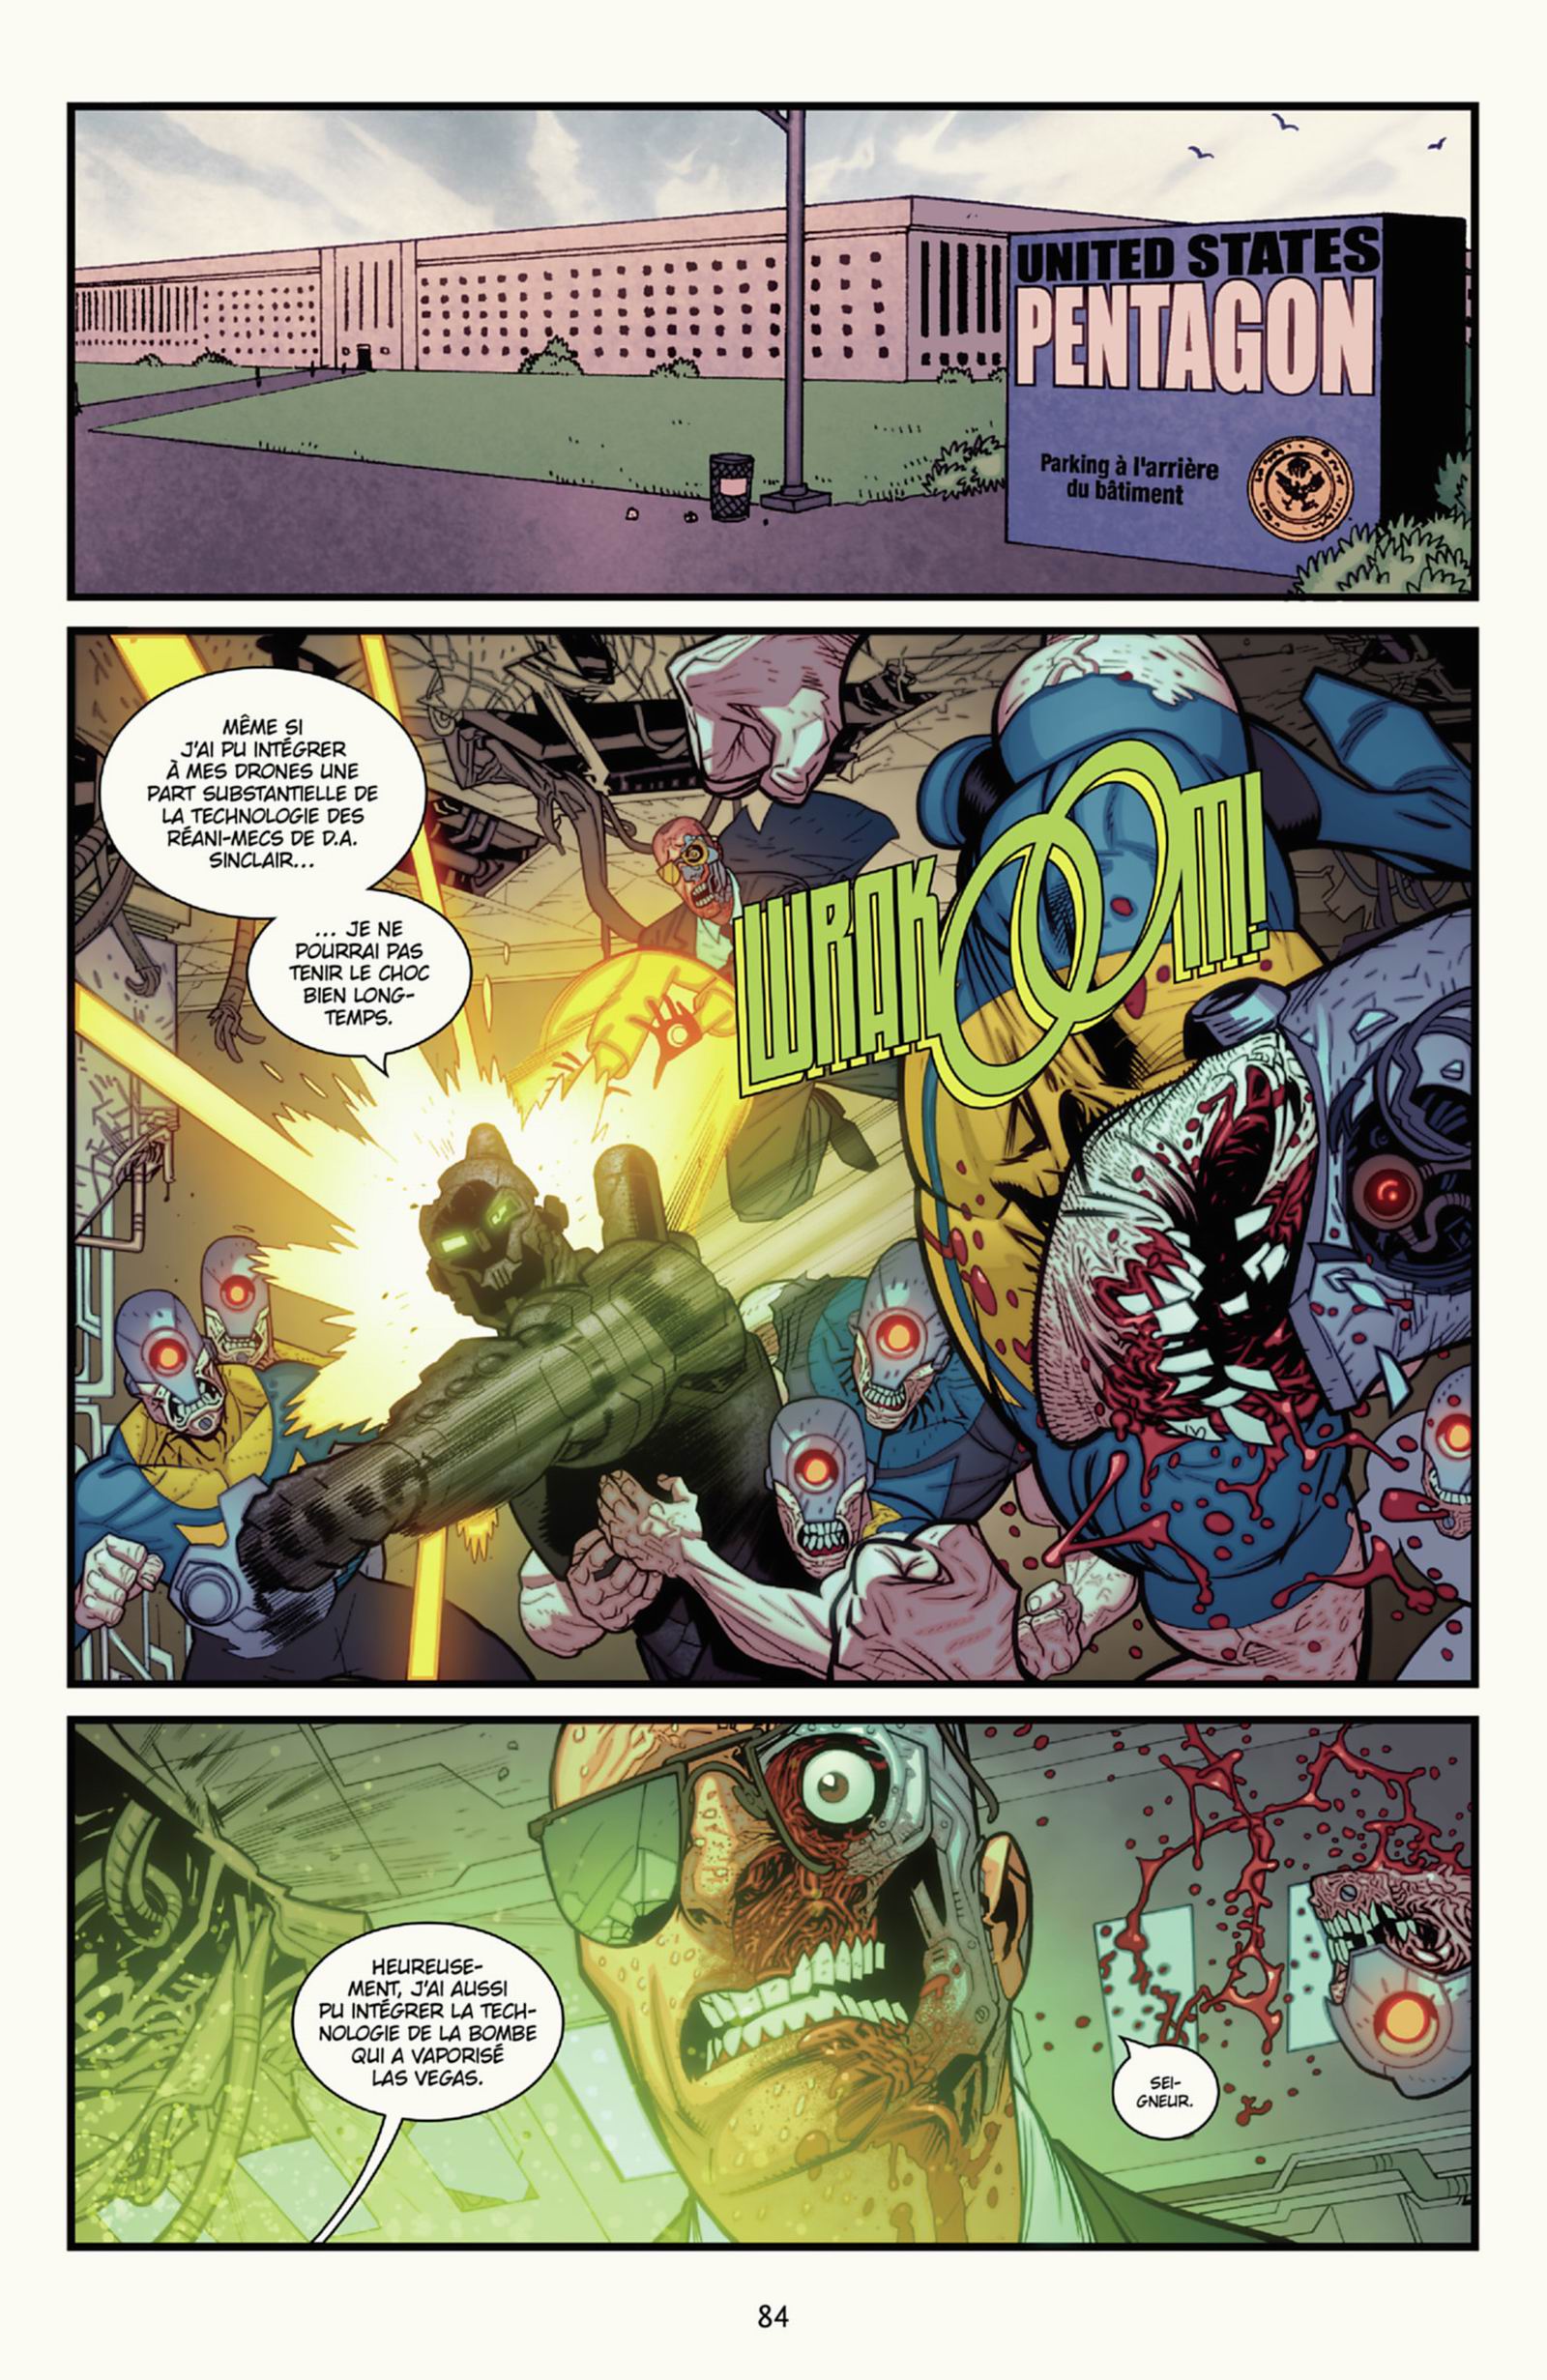 UNITED STATES
PENTAGON
Parking à l'arrière
du bâtiment
MÊME SI
J'AI PU INTÉGRER
À MES DRONES UNE
PART SUBSTANTIELLE DE
LA TECHNOLOGIE DES
RÉANI-MECS DE D.A.
SINCLAIR...
... JE NE
POURRAI PAS
TENIR LE CHOC
BIEN LONG-
TEMPS.
WRAKOOM!
HEUREUSE-
MENT, J'AI AUSSI
PU INTÉGRER LA TECH-
NOLOGIE DE LA BOMBE
QUI A VAPORISÉ
LAS VEGAS.
SEI-
GNEUR.
84